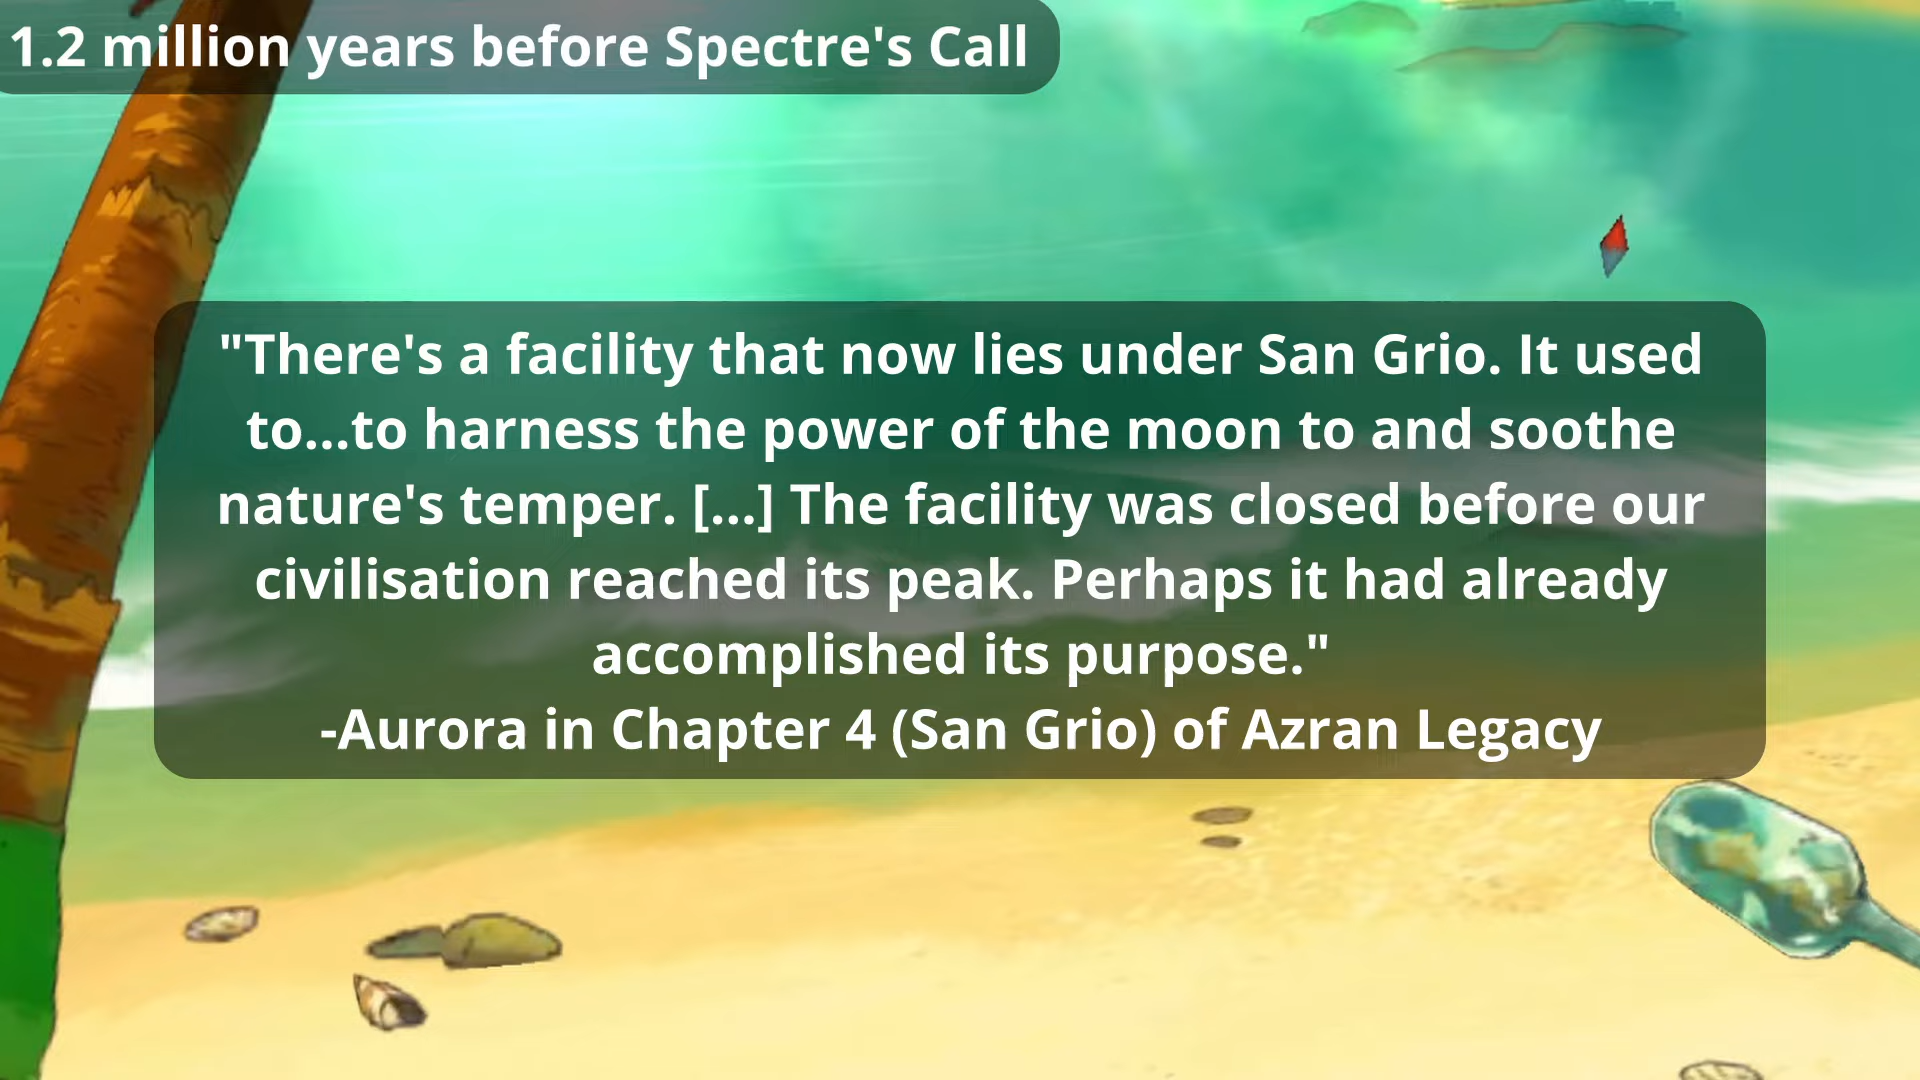 1.2 million years before Spectre's Call
"There's a facility that now lies under San Grio. It used
to...to harness the power of the moon to and soothe
nature's temper. [...] The facility was closed before our
civilisation reached its peak. Perhaps it had already
accomplished its purpose."
-Aurora in Chapter 4 (San Grio) of Azran Legacy